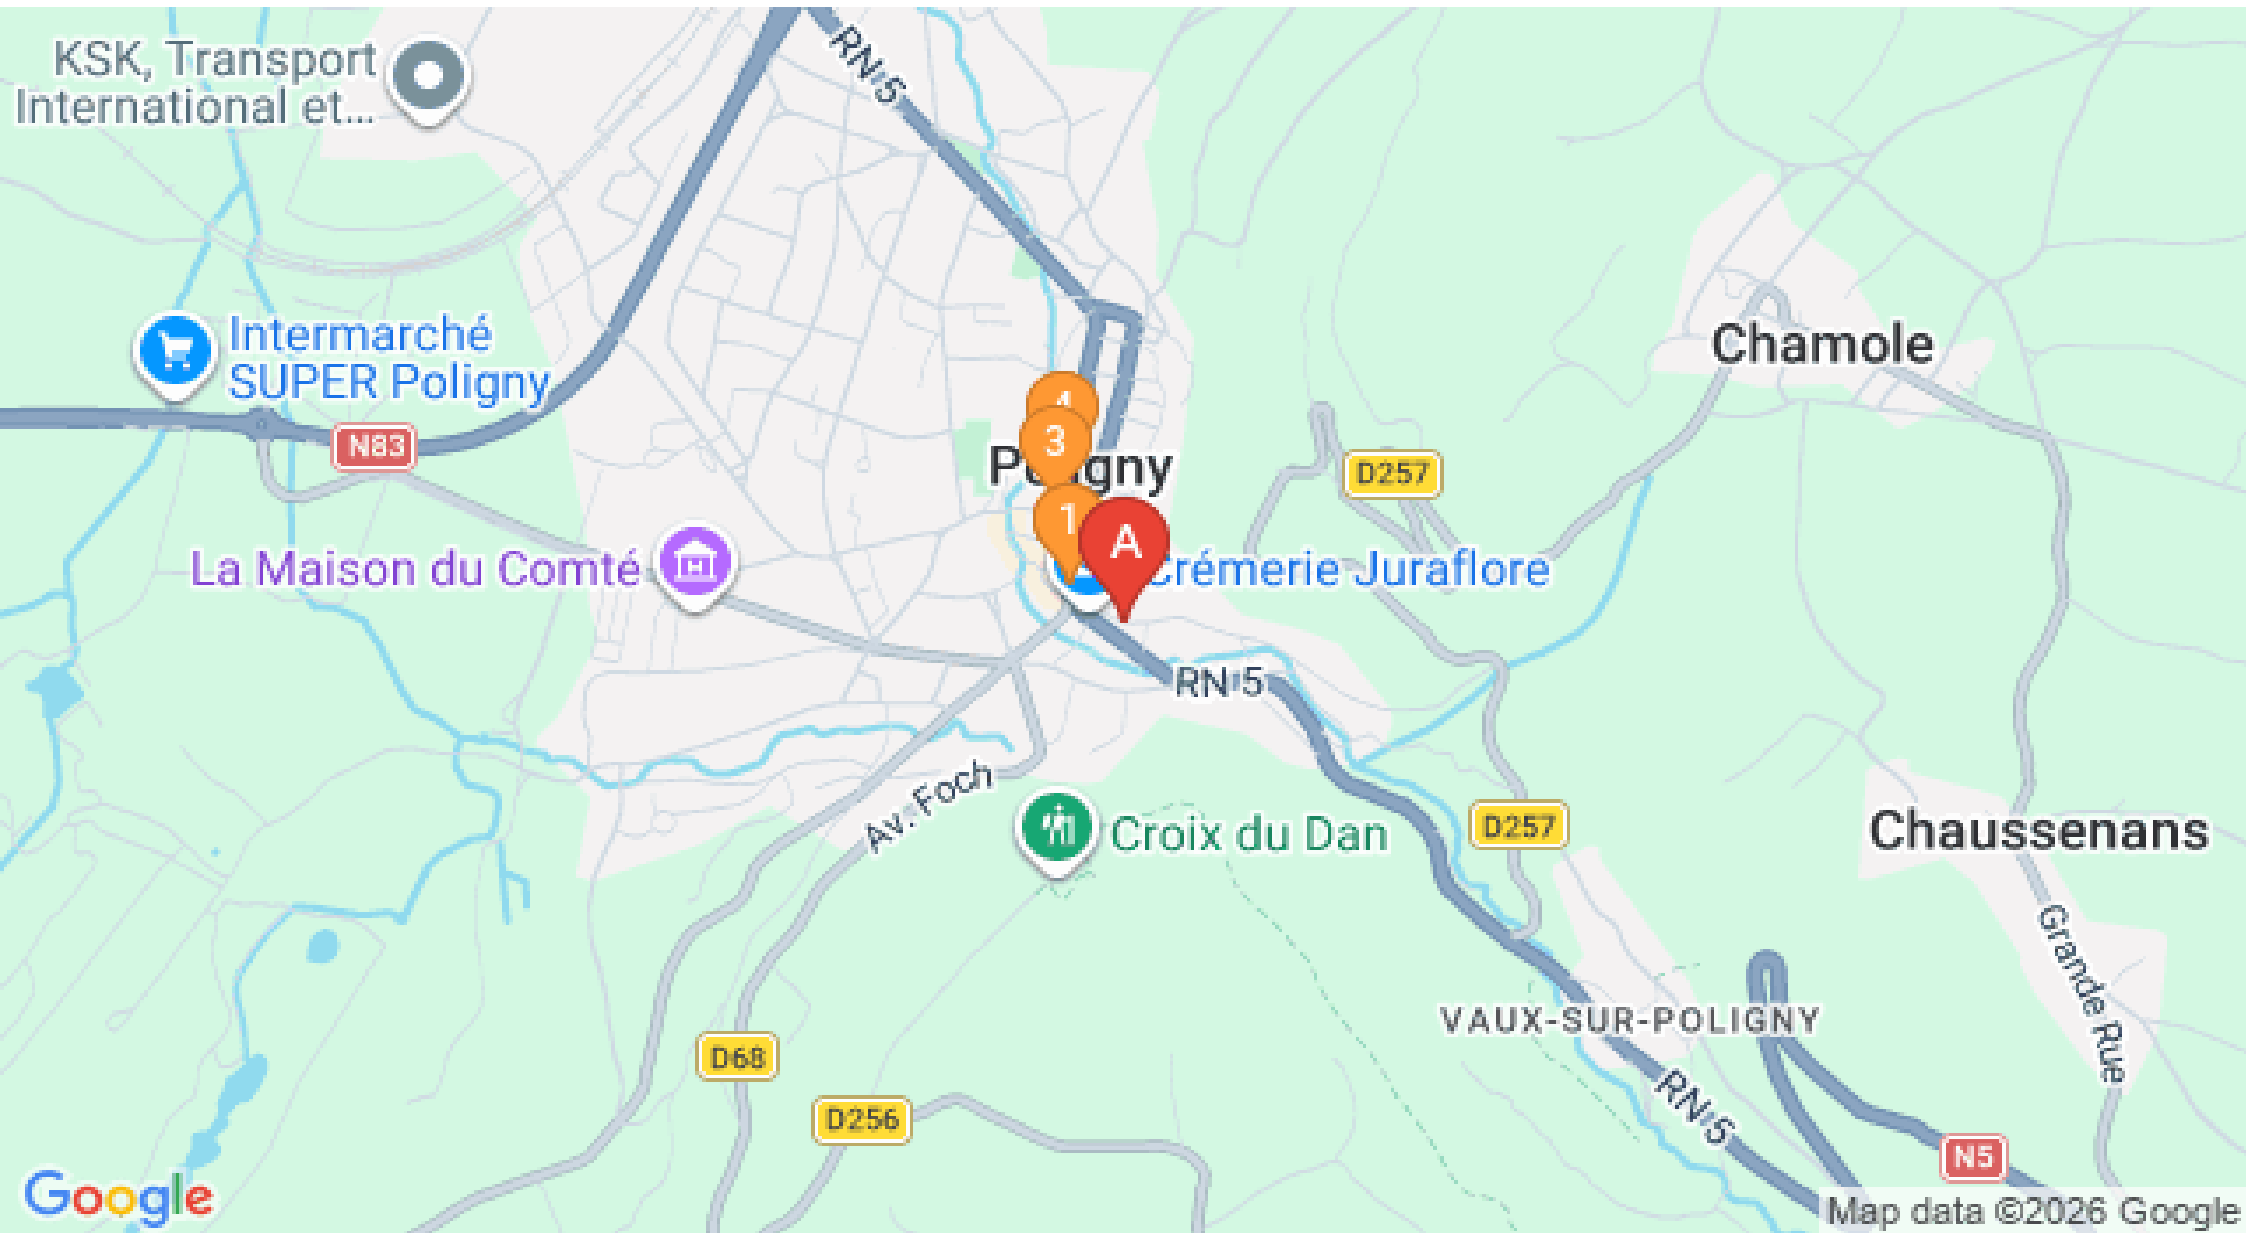 RN 5
KSK, Transport
International et...
Intermarché
SUPER Poligny
Chamole
4
3
N83
Poligny
D257
1
A
La Maison du Comté
Crémerie Juraflore
RN 5
Av. Foch
Croix du Dan
D257
Chaussenans
Grande Rue
VAUX-SUR-POLIGNY
D68
RN 5
D256
N5
Google
Map data ©2026 Google